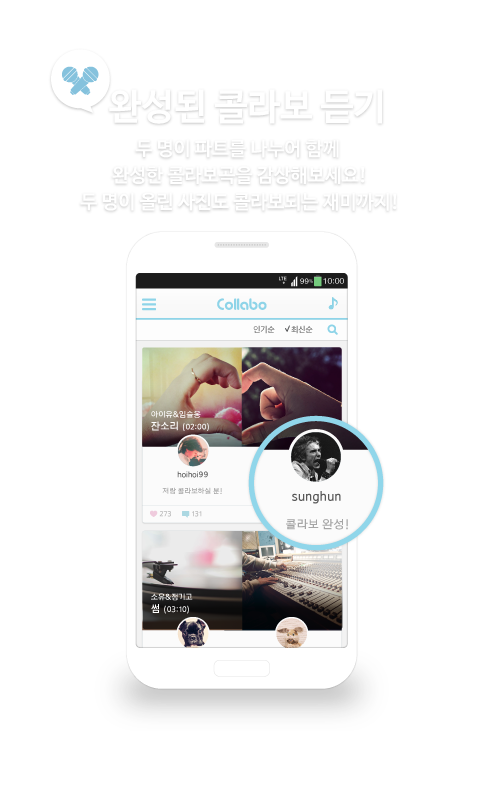 완성된 콜라보 듣기
두 명이 파트를 나누어 함께
완성한 콜라보곡을 감상해보세요!
두 명이 올린 사진도 콜라보되는 재미까지!
LTE 99% 10:00
Collabo
인기순 ✓최신순
아이유&임슬옹
잔소리 (02:00)
hoihoi99
저랑 콜라보하실 분!
273 131
sunghun
콜라보 완성!
소유&정기고
썸 (03:10)